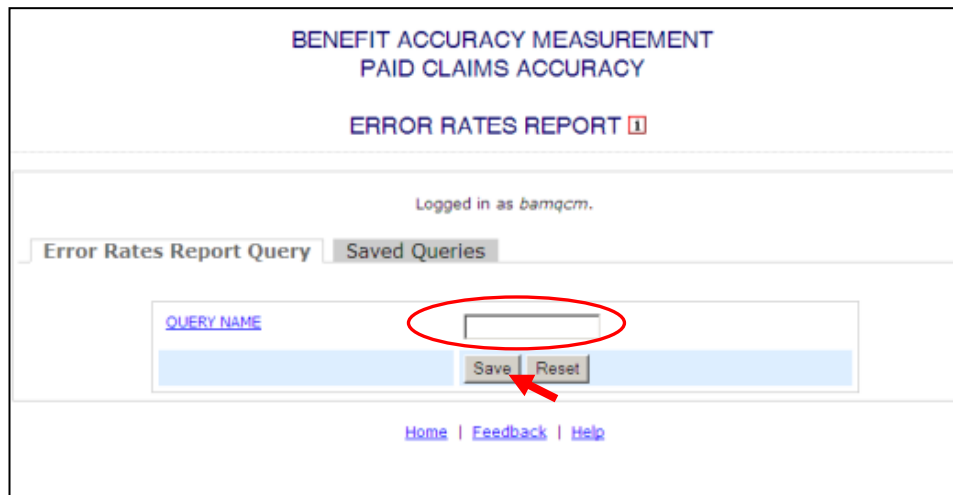 BENEFIT ACCURACY MEASUREMENT
PAID CLAIMS ACCURACY
ERROR RATES REPORT i
Logged in as bamqcm.
Error Rates Report Query Saved Queries
QUERY NAME
Save Reset
Home | Feedback | Help